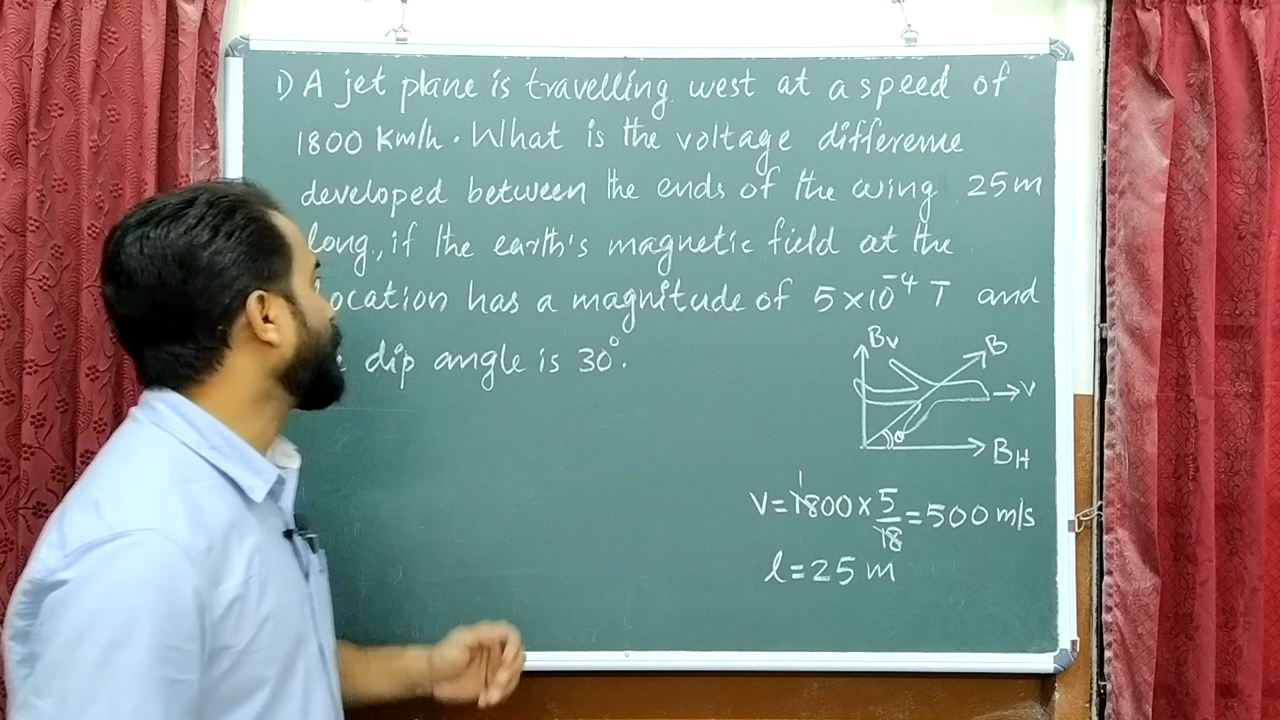 1) A jet plane is travelling west at a speed of
1800 Km/h. What is the voltage difference
developed between the ends of the wing 25m
long, if the earth's magnetic field at the
location has a magnitude of 5×10⁻⁴ T and
dip angle is 30°.
Bv
B
v
BH
V = 1800 × 5/18 = 500 m/s
l = 25 m